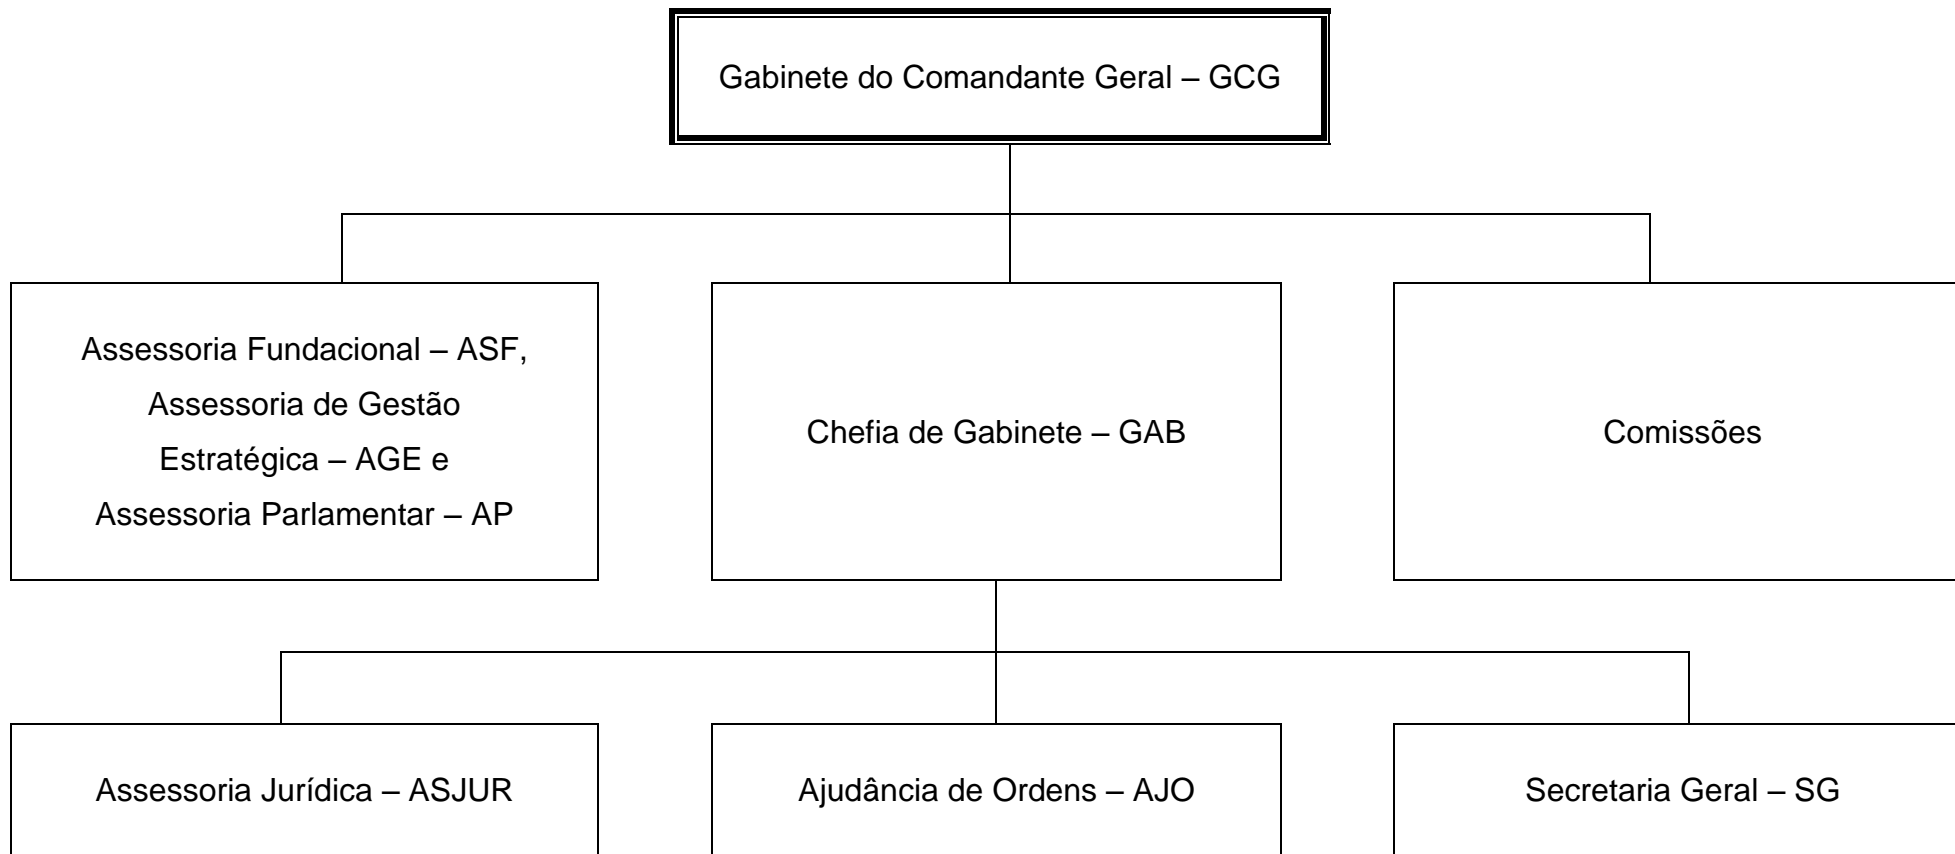 Gabinete do Comandante Geral – GCG
Assessoria Fundacional – ASF,
Assessoria de Gestão
Estratégica – AGE e
Assessoria Parlamentar – AP
Chefia de Gabinete – GAB
Comissões
Assessoria Jurídica – ASJUR
Ajudância de Ordens – AJO
Secretaria Geral – SG